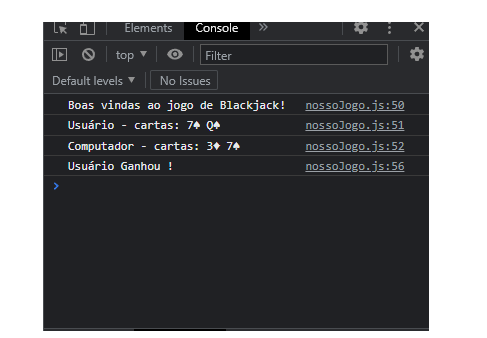 Elements Console »
top ▼ Filter
Default levels ▼ No Issues
Boas vindas ao jogo de Blackjack! nossoJogo.js:50
Usuário - cartas: 7♠ Q♠ nossoJogo.js:51
Computador - cartas: 3♦ 7♠ nossoJogo.js:52
Usuário Ganhou ! nossoJogo.js:56
>